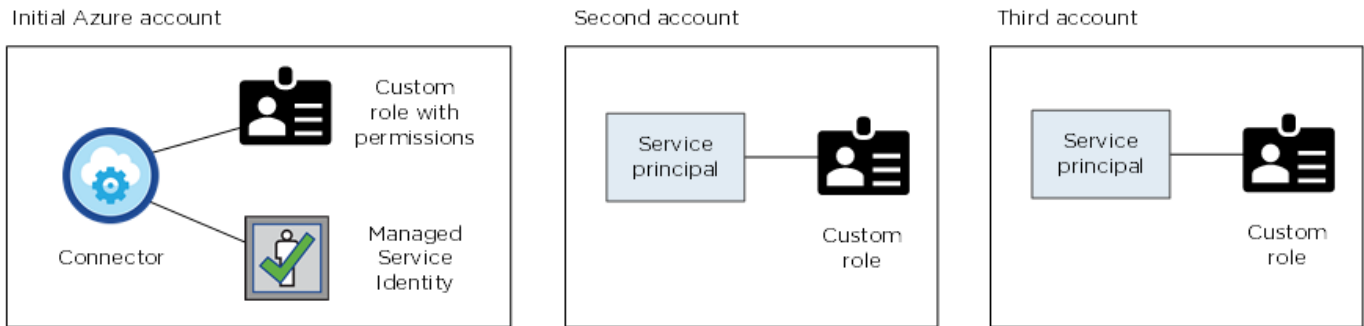 Initial Azure account
Second account
Third account
Custom
role with
permissions
Connector
Managed
Service
Identity
Service
principal
Custom
role
Service
principal
Custom
role